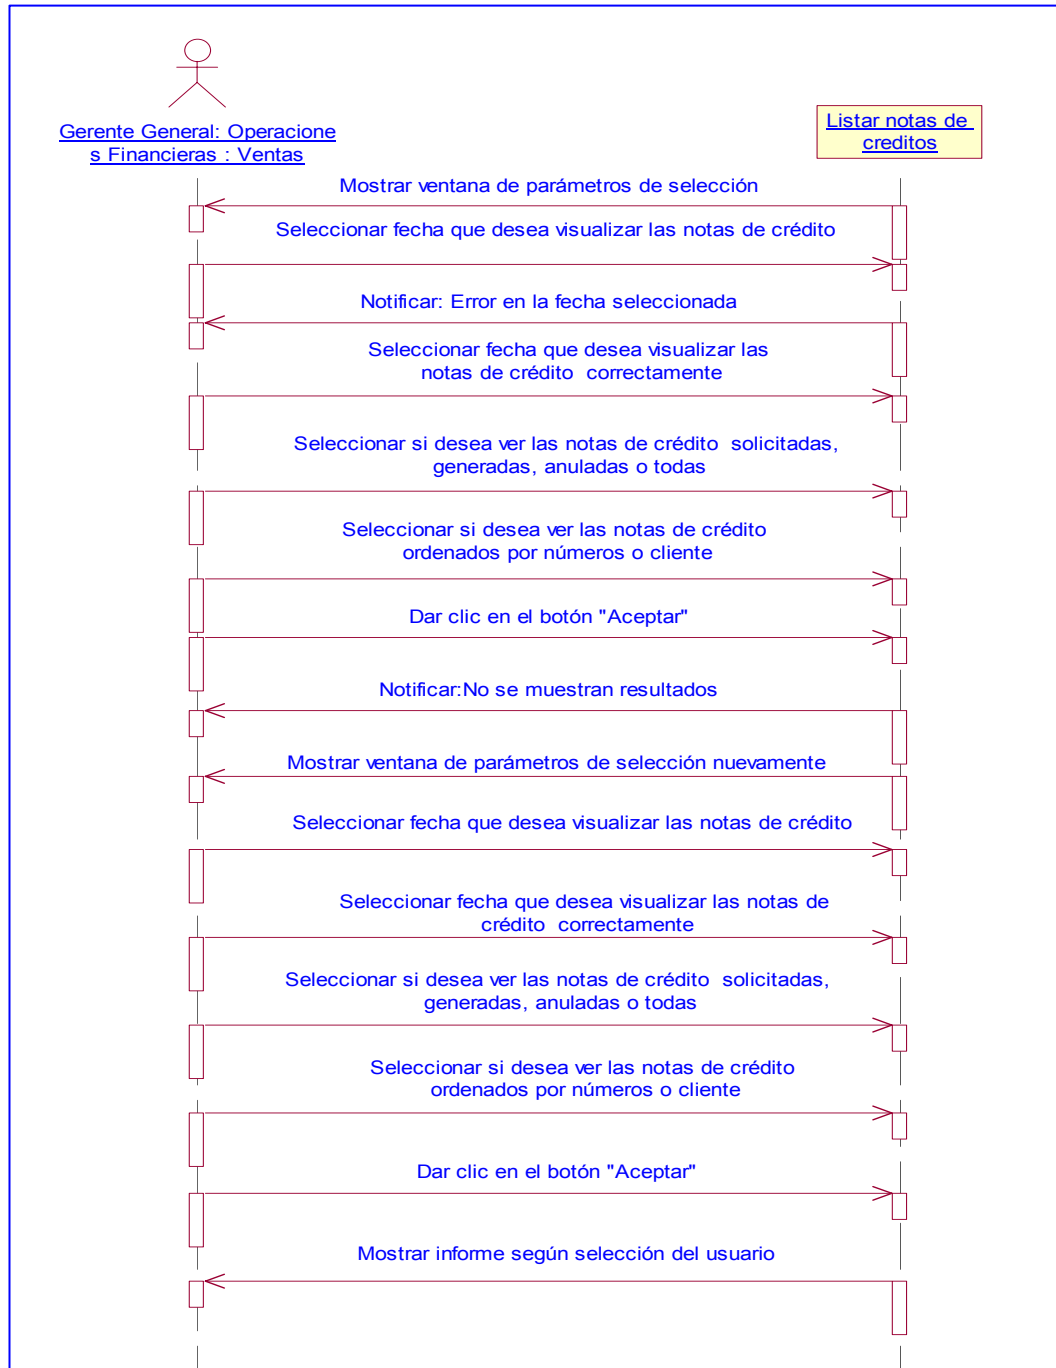 Gerente General: Operacione
s Financieras : Ventas
Listar notas de
creditos
Mostrar ventana de parámetros de selección
Seleccionar fecha que desea visualizar las notas de crédito
Notificar: Error en la fecha seleccionada
Seleccionar fecha que desea visualizar las
notas de crédito correctamente
Seleccionar si desea ver las notas de crédito solicitadas,
generadas, anuladas o todas
Seleccionar si desea ver las notas de crédito
ordenados por números o cliente
Dar clic en el botón "Aceptar"
Notificar:No se muestran resultados
Mostrar ventana de parámetros de selección nuevamente
Seleccionar fecha que desea visualizar las notas de crédito
Seleccionar fecha que desea visualizar las notas de
crédito correctamente
Seleccionar si desea ver las notas de crédito solicitadas,
generadas, anuladas o todas
Seleccionar si desea ver las notas de crédito
ordenados por números o cliente
Dar clic en el botón "Aceptar"
Mostrar informe según selección del usuario